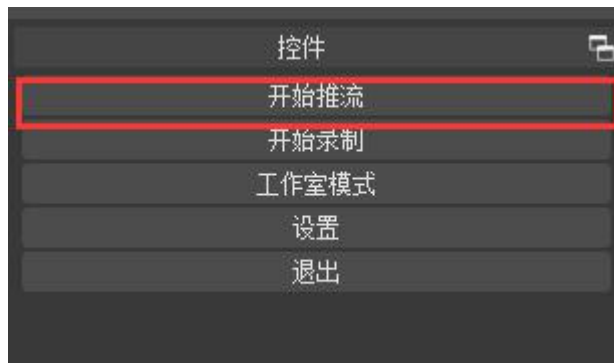 控件
开始推流
开始录制
工作室模式
设置
退出